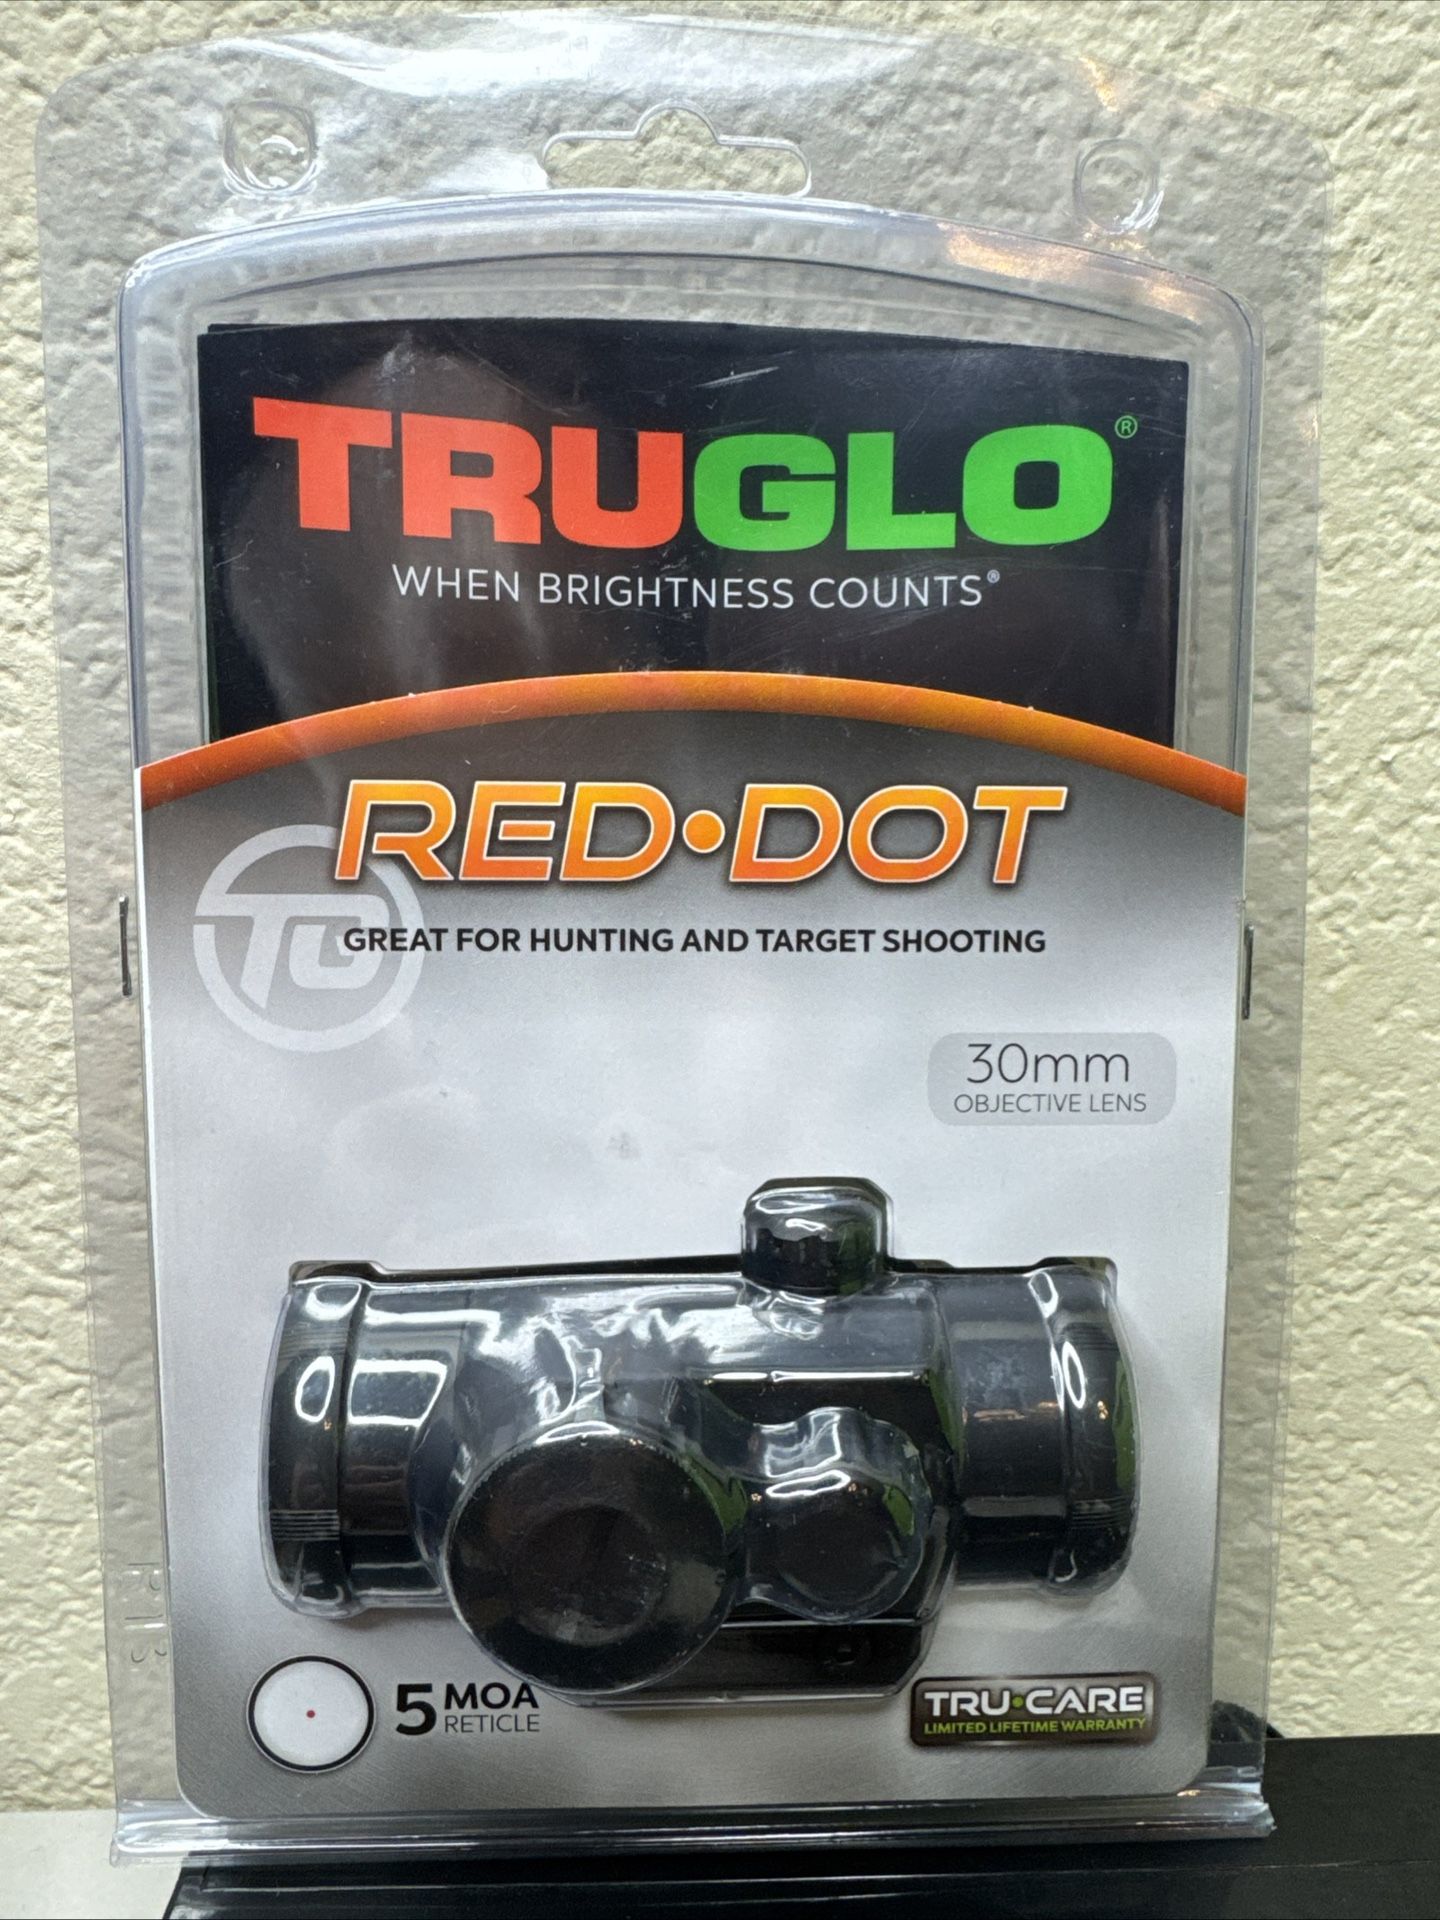 TRUGLO®
WHEN BRIGHTNESS COUNTS®
RED•DOT
TG
GREAT FOR HUNTING AND TARGET SHOOTING
30mm
OBJECTIVE LENS
5 MOA
RETICLE
TRU•CARE
LIMITED LIFETIME WARRANTY